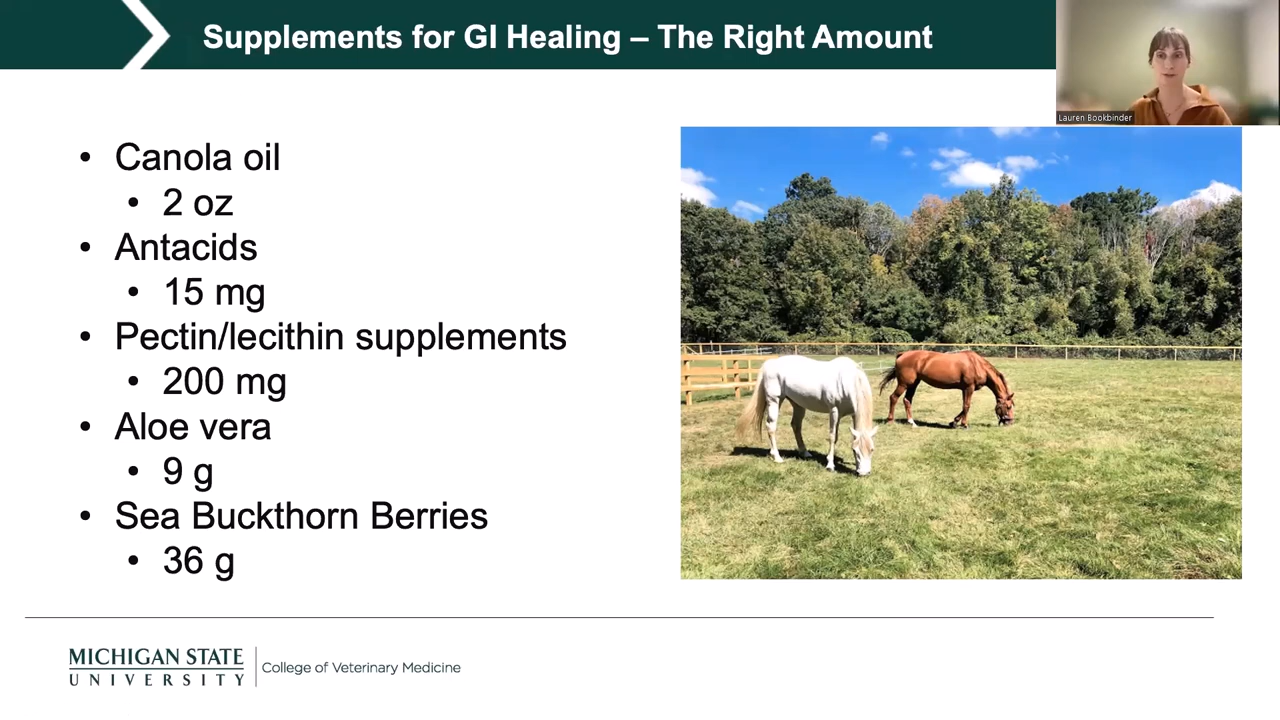 Supplements for GI Healing – The Right Amount
Lauren Bookbinder
• Canola oil
• 2 oz
• Antacids
• 15 mg
• Pectin/lecithin supplements
• 200 mg
• Aloe vera
• 9 g
• Sea Buckthorn Berries
• 36 g
MICHIGAN STATE
UNIVERSITY
College of Veterinary Medicine